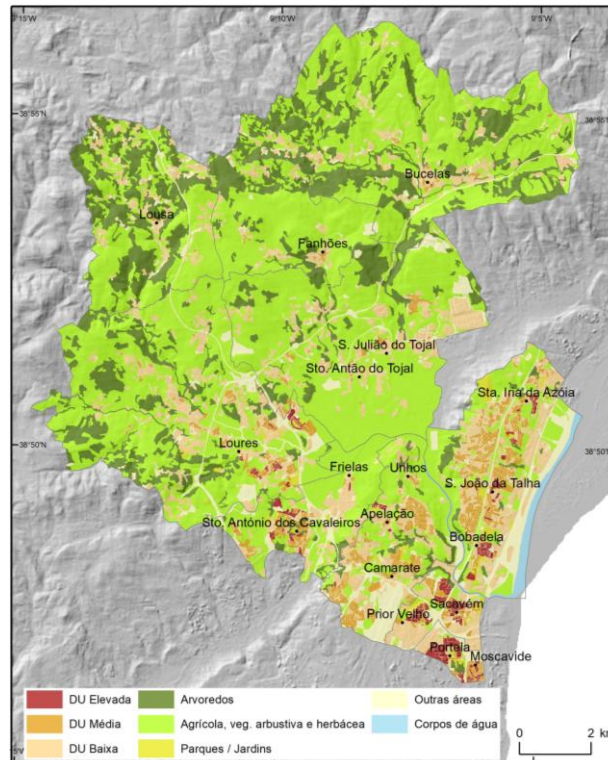 9°15'W
9°10'W
9°5'W
38°55'N
38°55'N
Bucelas
Lousa
Fanhões
S. Julião do Tojal
Sto. Antão do Tojal
Sta. Iria da Azóia
38°50'N
38°50'N
Loures
Frielas
Unhos
S. João da Talha
Sto. António dos Cavaleiros
Apelação
Bobadela
Camarate
Sacavém
Prior Velho
Portela
Moscavide
DU Elevada
Arvoredos
Outras áreas
DU Média
Agrícola, veg. arbustiva e herbácea
Corpos de água
DU Baixa
Parques / Jardins
0 2 km